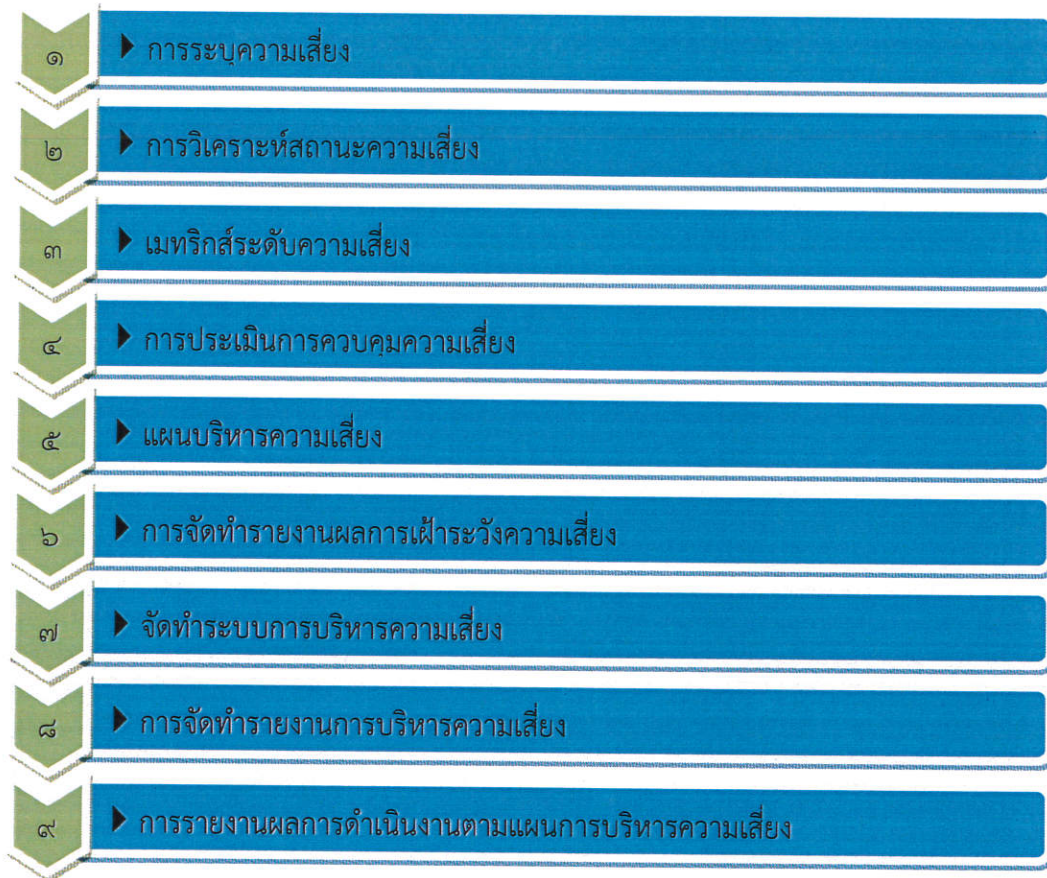 ๑ การระบุความเสี่ยง
๒ การวิเคราะห์สถานะความเสี่ยง
๓ เมทริกส์ระดับความเสี่ยง
๔ การประเมินการควบคุมความเสี่ยง
๕ แผนบริหารความเสี่ยง
๖ การจัดทำรายงานผลการเฝ้าระวังความเสี่ยง
๗ จัดทำระบบการบริหารความเสี่ยง
๘ การจัดทำรายงานการบริหารความเสี่ยง
๙ การรายงานผลการดำเนินงานตามแผนการบริหารความเสี่ยง